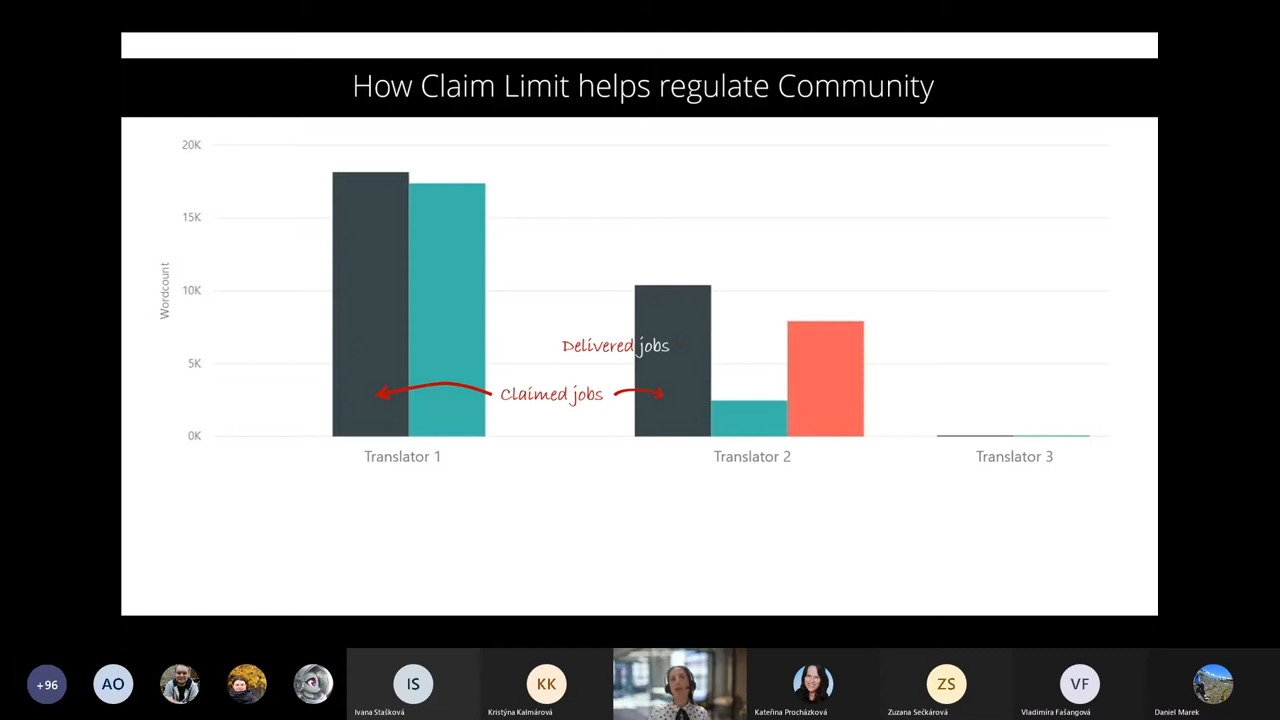 How Claim Limit helps regulate Community
20K
15K
10K
5K
0K
Wordcount
Delivered jobs
Claimed jobs
Translator 1
Translator 2
Translator 3
+96
AO
IS
KK
ZS
VF
Ivana Stašková
Kristýna Kalmárová
Kateřina Procházková
Zuzana Sečkárová
Vladimíra Fašangová
Daniel Marek